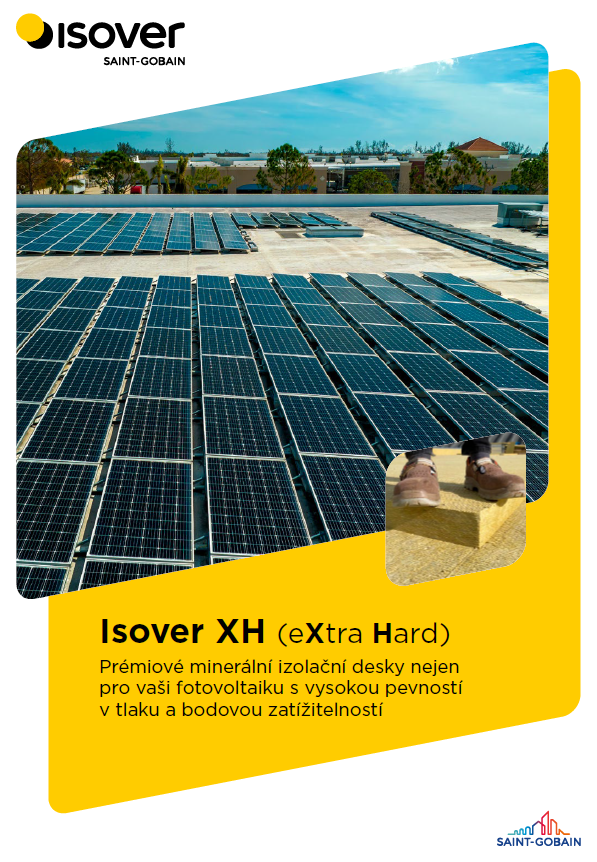 isover
SAINT-GOBAIN
Isover XH (eXtra Hard)
Prémiové minerální izolační desky nejen
pro vaši fotovoltaiku s vysokou pevností
v tlaku a bodovou zatížitelností
SAINT-GOBAIN